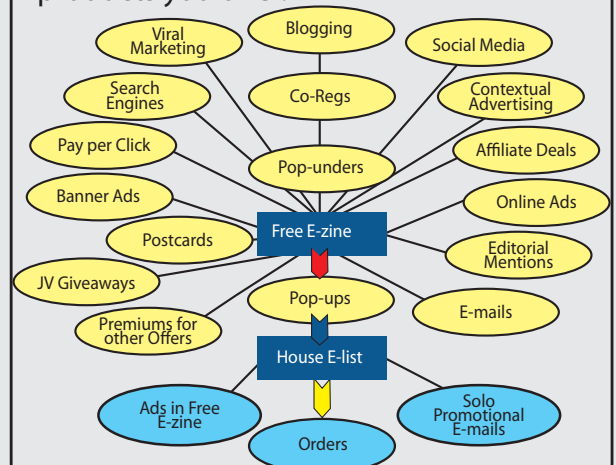 Viral
Marketing
Blogging
Social Media
Search
Engines
Co-Regs
Contextual
Advertising
Pay per Click
Pop-unders
Affiliate Deals
Banner Ads
Online Ads
Postcards
Free E-zine
Editorial
Mentions
JV Giveaways
Pop-ups
E-mails
Premiums for
other Offers
House E-list
Ads in Free
E-zine
Solo
Promotional
E-mails
Orders